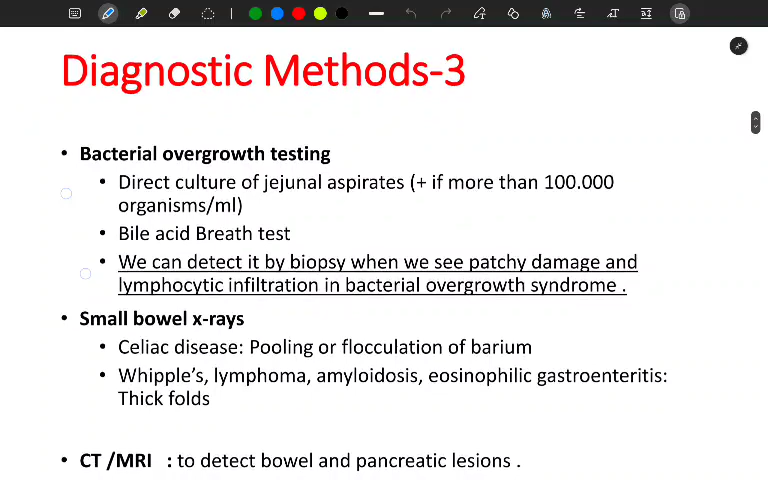 Diagnostic Methods-3
• Bacterial overgrowth testing
• Direct culture of jejunal aspirates (+ if more than 100.000
organisms/ml)
• Bile acid Breath test
• We can detect it by biopsy when we see patchy damage and
lymphocytic infiltration in bacterial overgrowth syndrome .
• Small bowel x-rays
• Celiac disease: Pooling or flocculation of barium
• Whipple's, lymphoma, amyloidosis, eosinophilic gastroenteritis:
Thick folds
• CT /MRI : to detect bowel and pancreatic lesions .